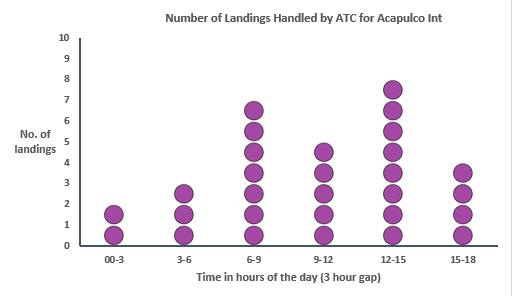 Number of Landings Handled by ATC for Acapulco Int
10
9
8
7
6
5
4
3
2
1
0
No. of
landings
00-3 3-6 6-9 9-12 12-15 15-18
Time in hours of the day (3 hour gap)